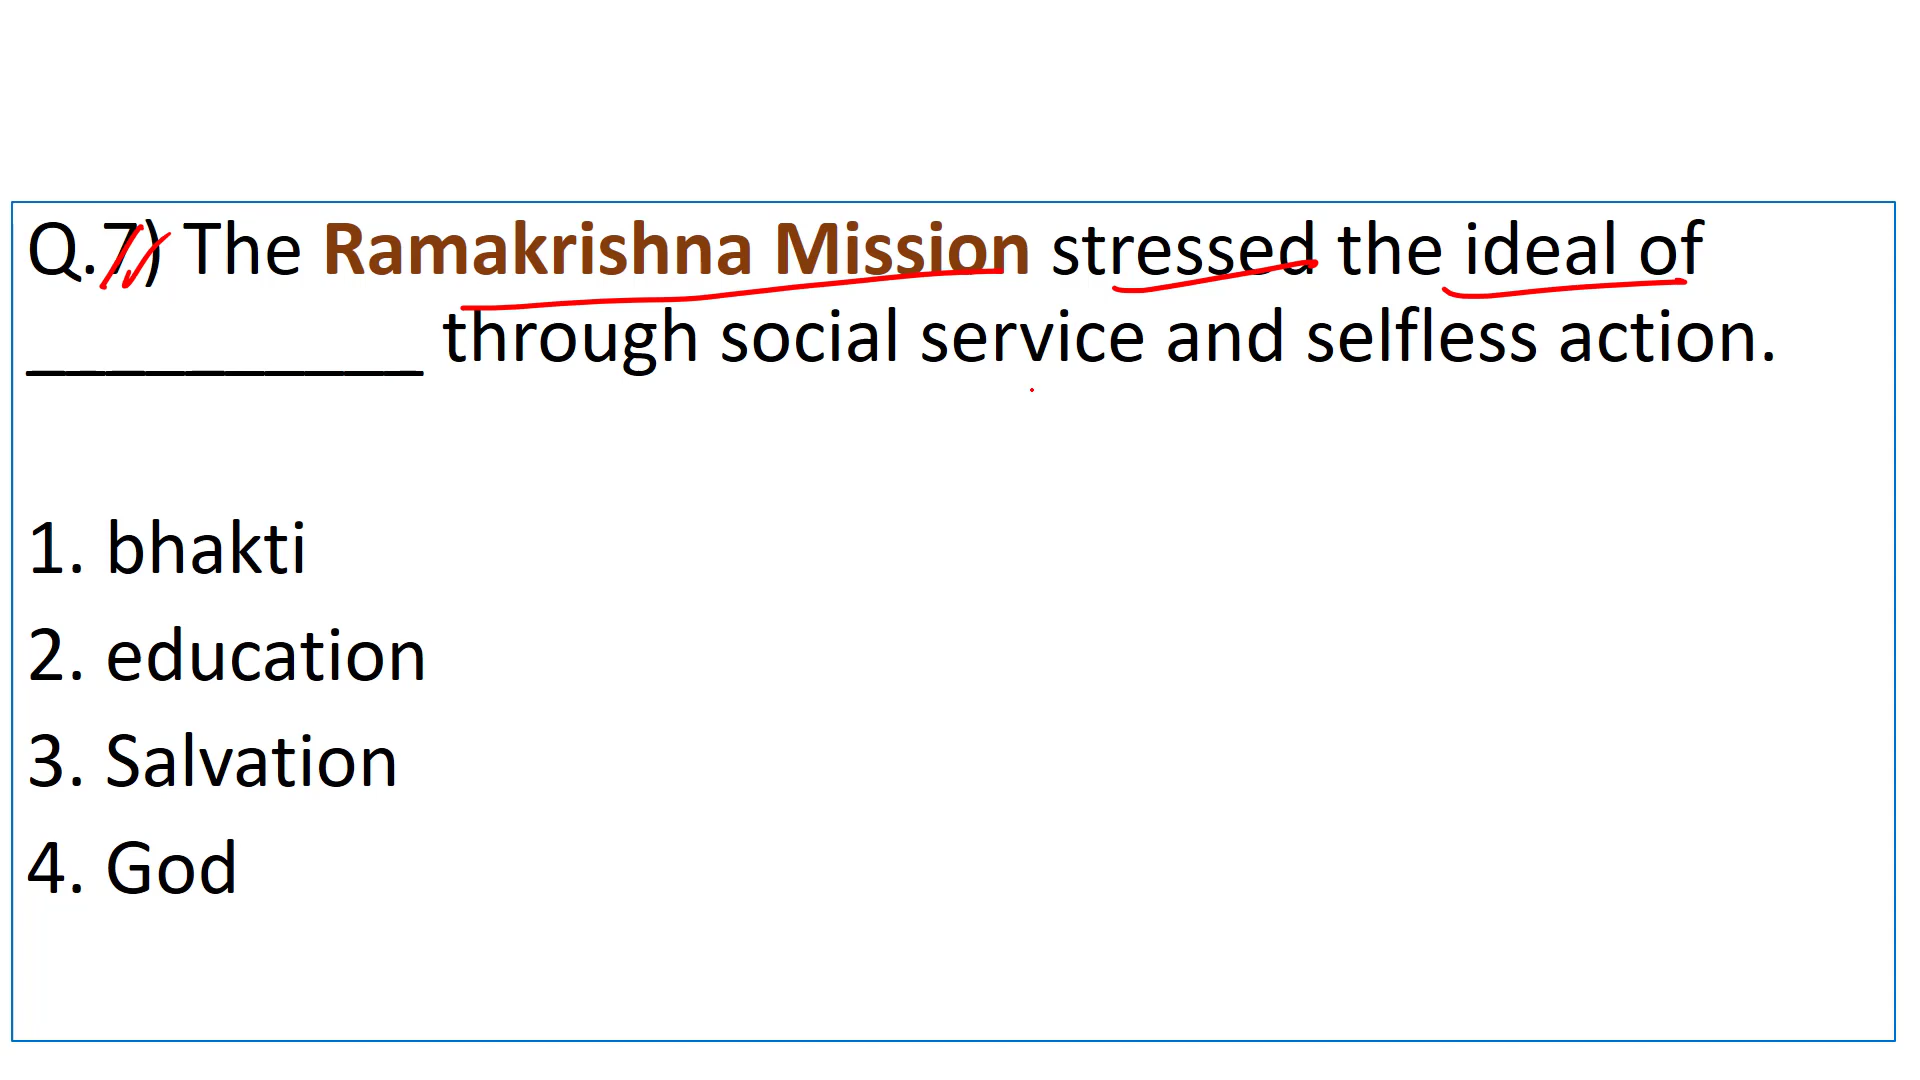 Q.7) The Ramakrishna Mission stressed the ideal of
___________ through social service and selfless action.
1. bhakti
2. education
3. Salvation
4. God